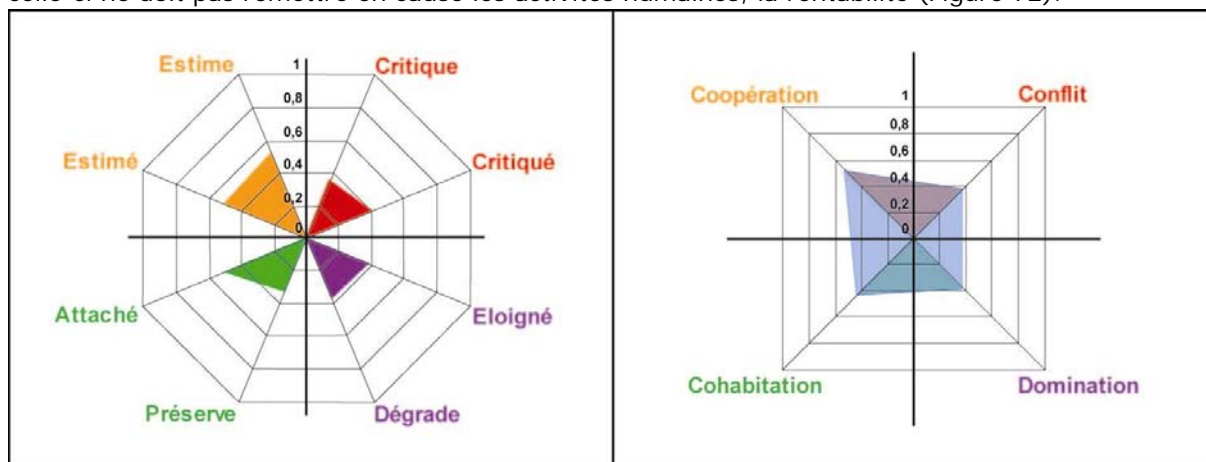 celle-ci ne doit pas remettre en cause les activités humaines, la rentabilité (Figure 72).
Estime
Critique
Estimé
Critiqué
Attaché
Eloigné
Préserve
Dégrade
1
0,8
0,6
0,4
0,2
0
Coopération
Conflit
Cohabitation
Domination
1
0,8
0,6
0,4
0,2
0